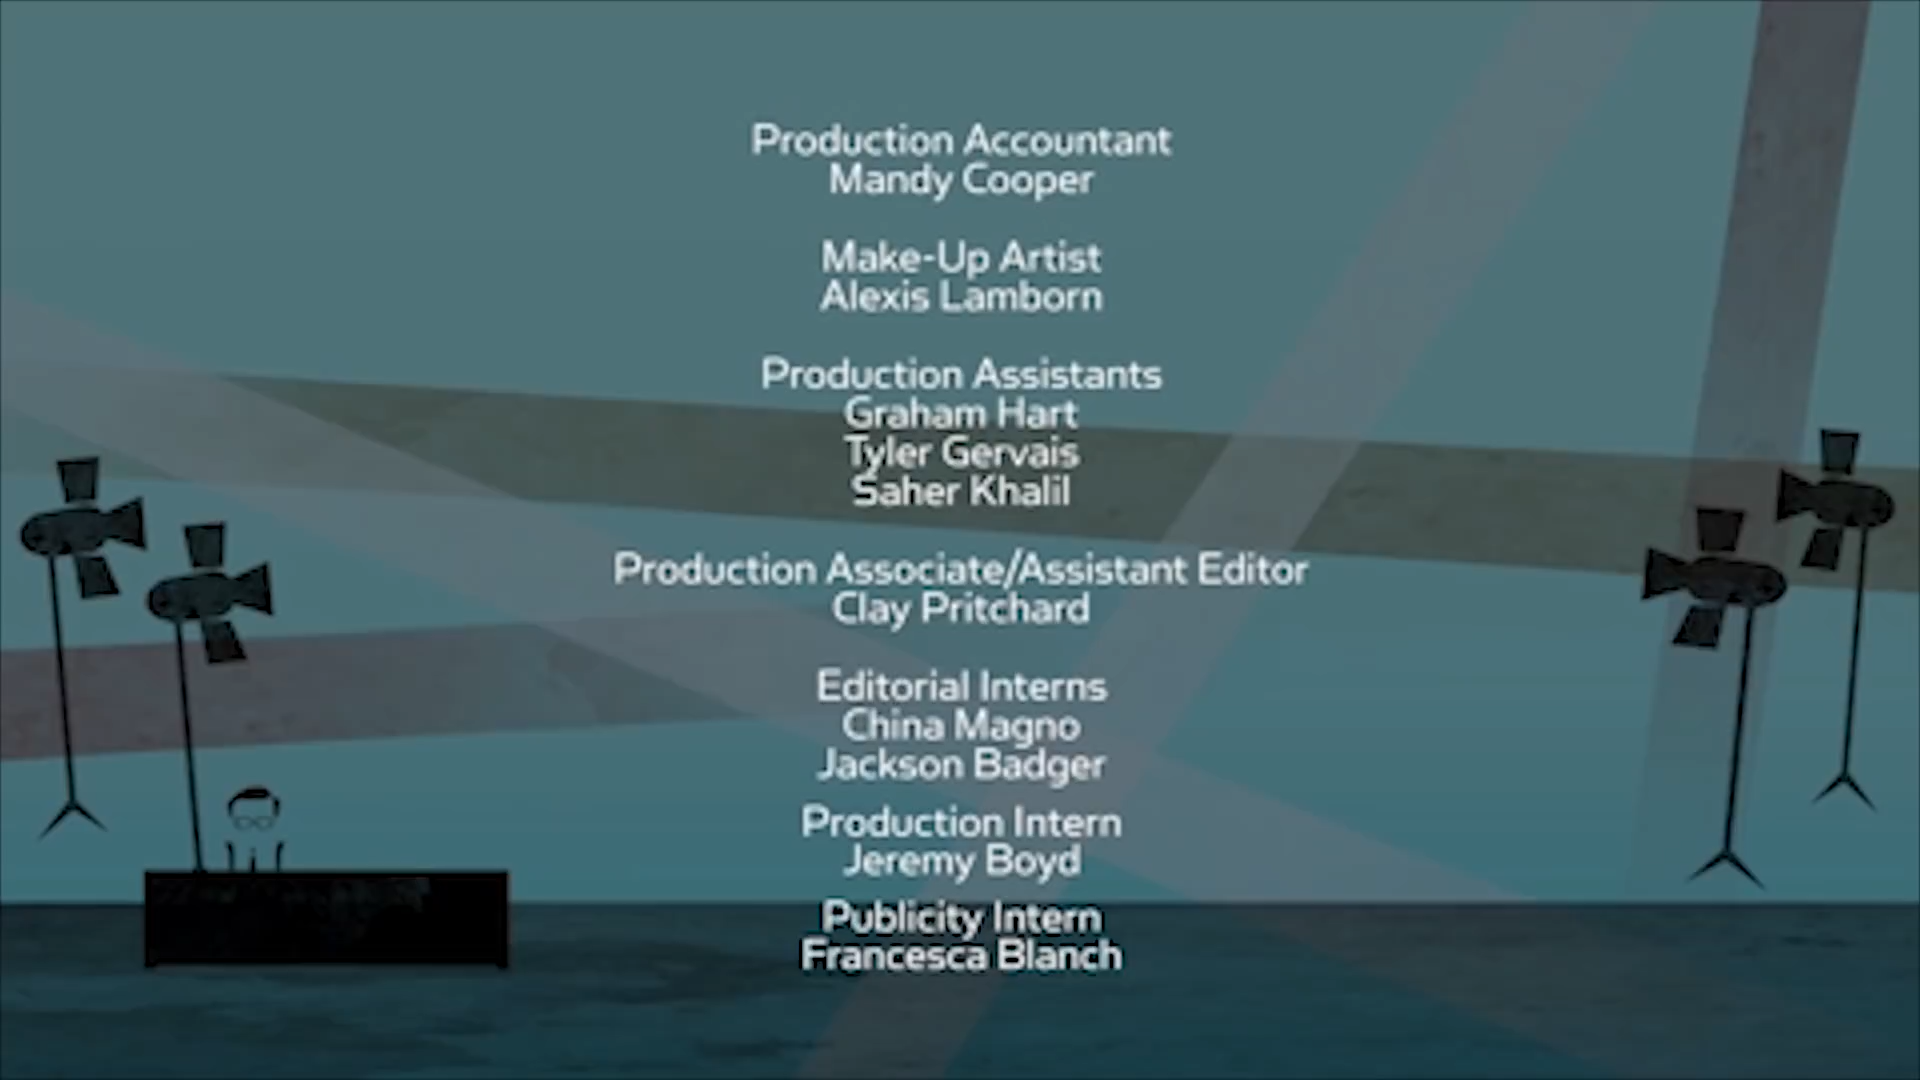 Production Accountant
Mandy Cooper
Make-Up Artist
Alexis Lamborn
Production Assistants
Graham Hart
Tyler Gervais
Saher Khalil
Production Associate/Assistant Editor
Clay Pritchard
Editorial Interns
China Magno
Jackson Badger
Production Intern
Jeremy Boyd
Publicity Intern
Francesca Blanch